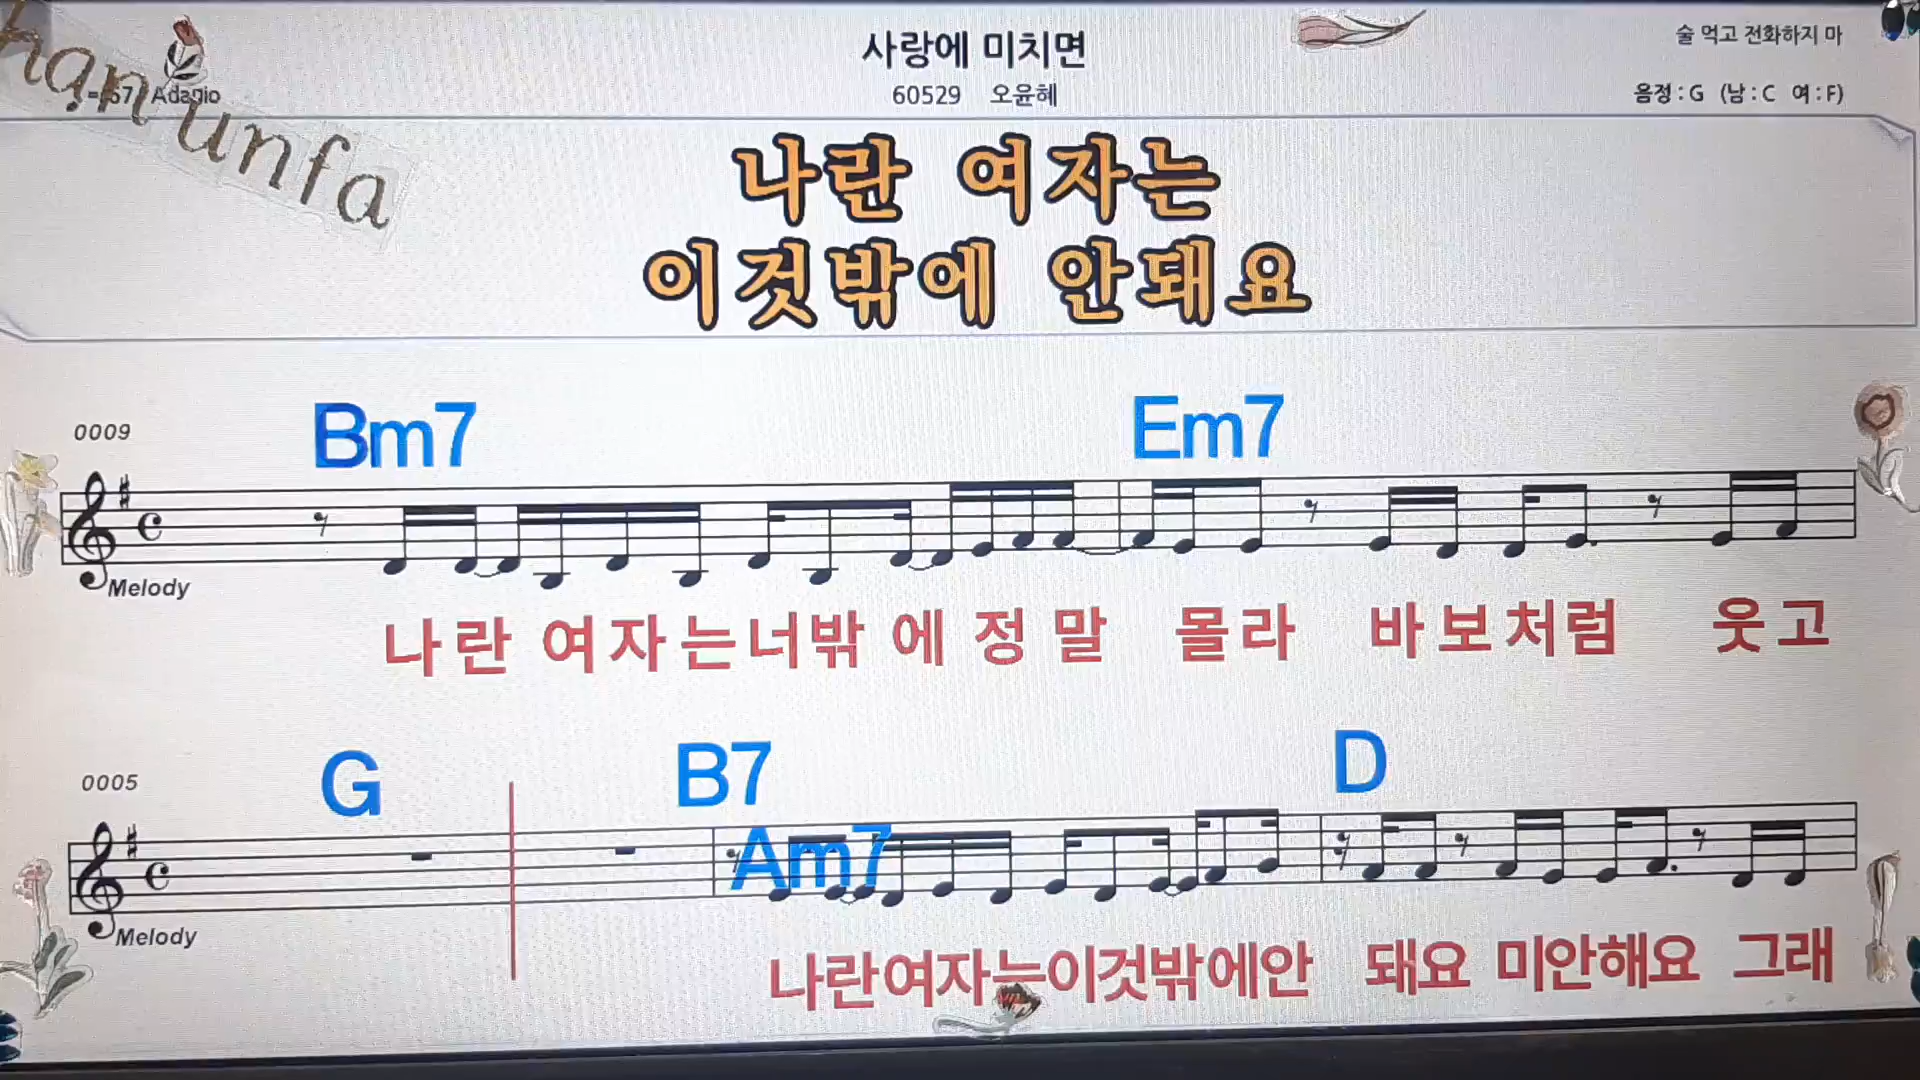 han unfa
Adagio
사랑에 미치면
60529 오윤혜
술 먹고 전화하지 마
음정 : G (남 : C 여 : F)
나란 여자는
이것밖에 안돼요
0009
Bm7 Em7
Melody
나란 여자는너밖에 정말 몰라 바보처럼 웃고
0005
G B7 D
Am7
Melody
나란여자는이것밖에안 돼요 미안해요 그래